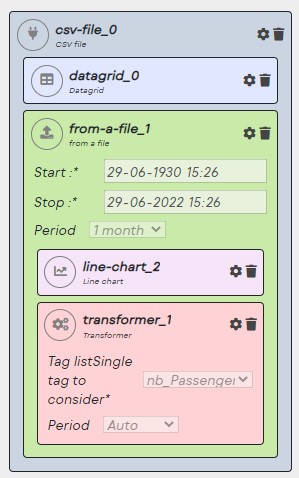 csv-file_0
CSV file
datagrid_0
Datagrid
from-a-file_1
from a file
Start :*
29-06-1930 15:26
Stop :*
29-06-2022 15:26
Period
1 month
line-chart_2
Line chart
transformer_1
Transformer
Tag listSingle
tag to
consider*
nb_Passenger
Period
Auto